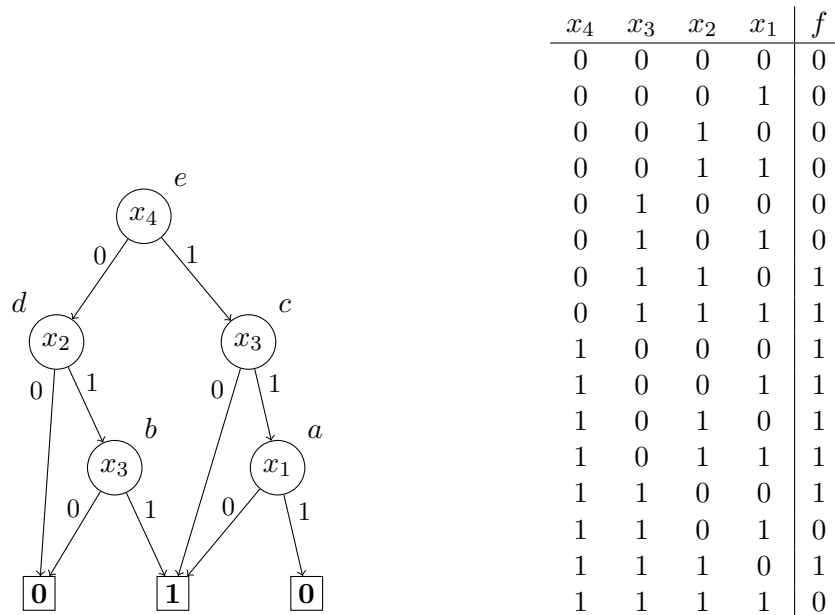 e
x₄
0 1
d c
x₂ x₃
0 1 0 1
b a
x₃ x₁
0 1 0 1
0 1 0
x₄ x₃ x₂ x₁ f
0 0 0 0 0
0 0 0 1 0
0 0 1 0 0
0 0 1 1 0
0 1 0 0 0
0 1 0 1 0
0 1 1 0 1
0 1 1 1 1
1 0 0 0 1
1 0 0 1 1
1 0 1 0 1
1 0 1 1 1
1 1 0 0 1
1 1 0 1 0
1 1 1 0 1
1 1 1 1 0